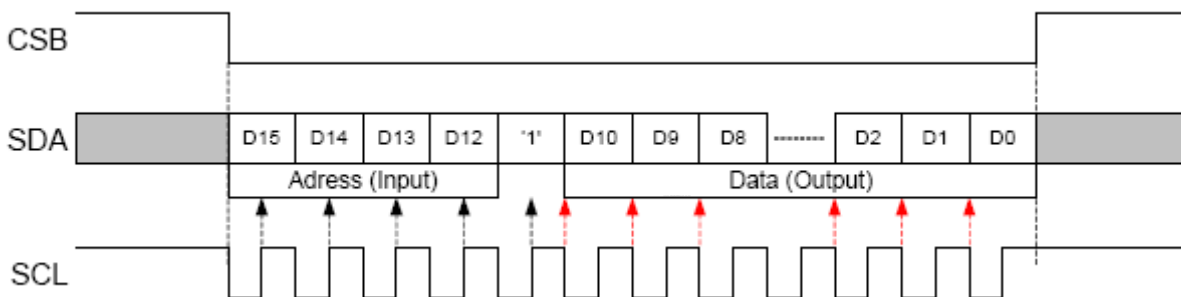 CSB
SDA D15 D14 D13 D12 '1' D10 D9 D8 -------- D2 D1 D0
Adress (Input) Data (Output)
SCL